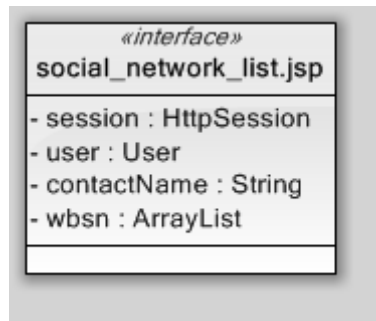 «interface»
social_network_list.jsp
- session : HttpSession
- user : User
- contactName : String
- wbsn : ArrayList